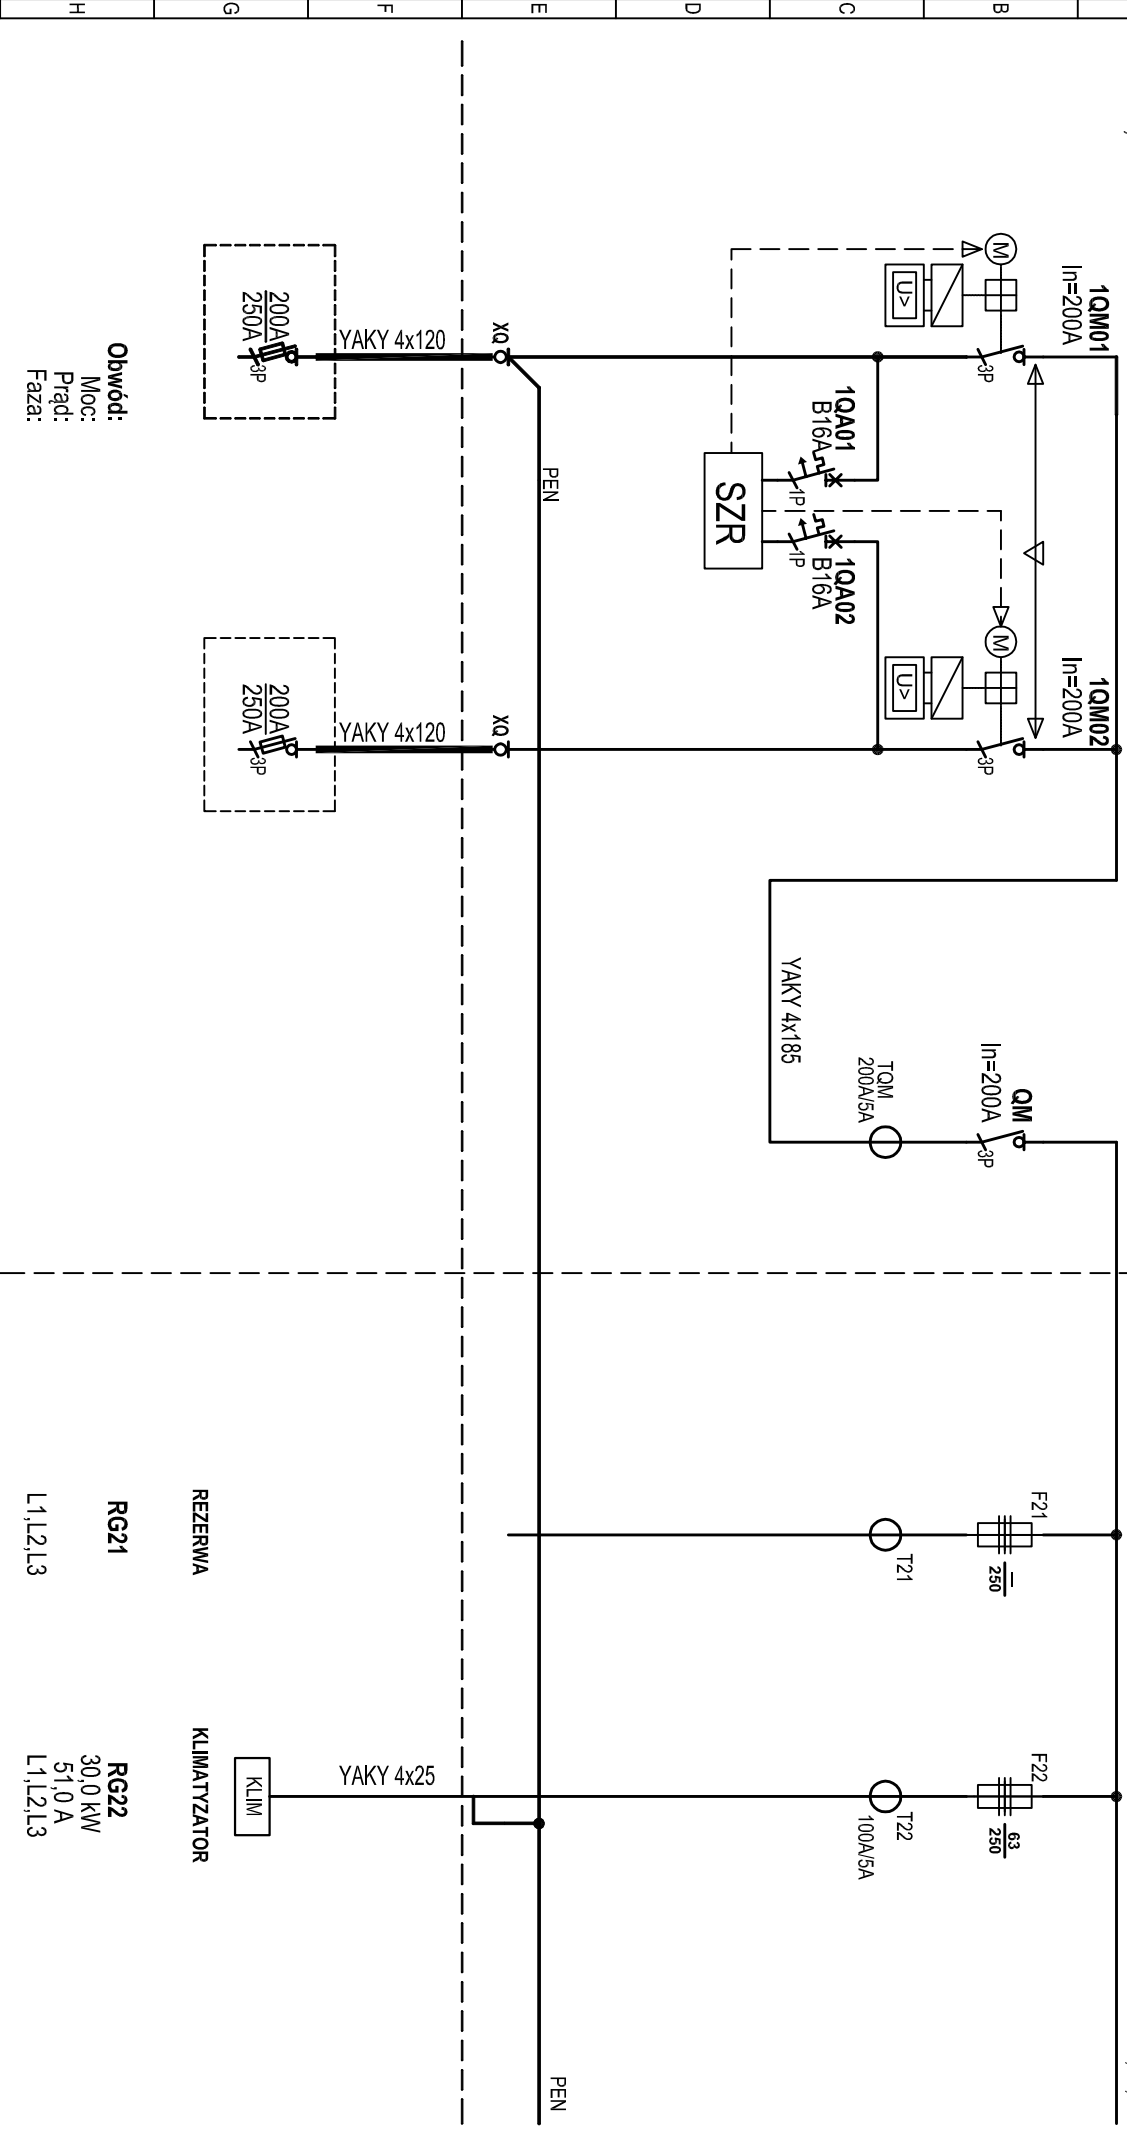 H
G
F
E
D
C
B
1QM01
In=200A
M
U>
3P
1QM02
In=200A
M
U>
3P
1QA01
B16A
1P
1QA02
B16A
1P
SZR
XQ
YAKY 4x120
200A
250A
3P
XQ
YAKY 4x120
200A
250A
3P
PEN
QM
In=200A
3P
TQM
200A/5A
YAKY 4x185
F21
—
250
T21
F22
63
250
T22
100A/5A
PEN
YAKY 4x25
KLIM
REZERWA
KLIMATYZATOR
Obwód:
Moc:
Prąd:
Faza:
RG21
L1,L2,L3
RG22
30,0 kW
51,0 A
L1,L2,L3